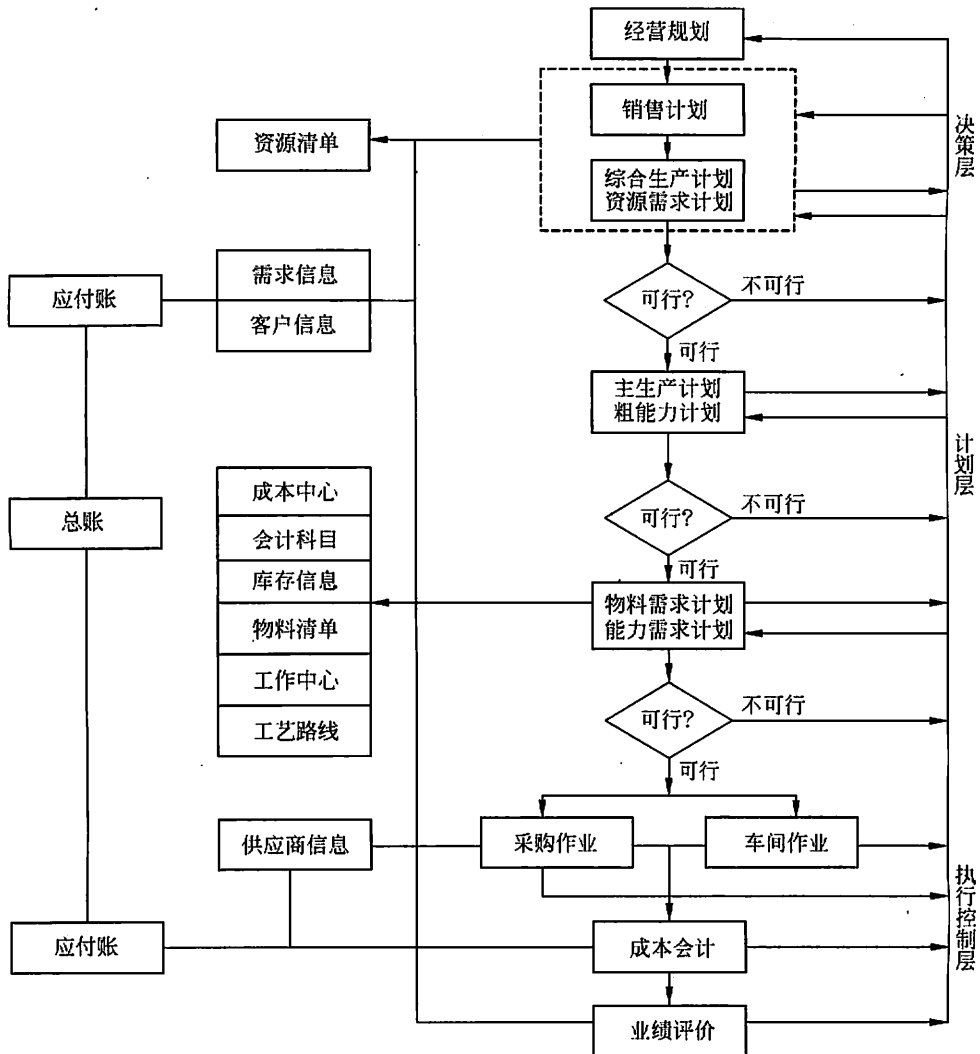 经营规划
销售计划
资源清单
综合生产计划
资源需求计划
决策层
需求信息
应付账
客户信息
可行?
不可行
可行
主生产计划
粗能力计划
计划层
成本中心
总账
会计科目
可行?
不可行
可行
库存信息
物料清单
物料需求计划
能力需求计划
工作中心
工艺路线
可行?
不可行
可行
供应商信息
采购作业
车间作业
执行控制层
应付账
成本会计
业绩评价